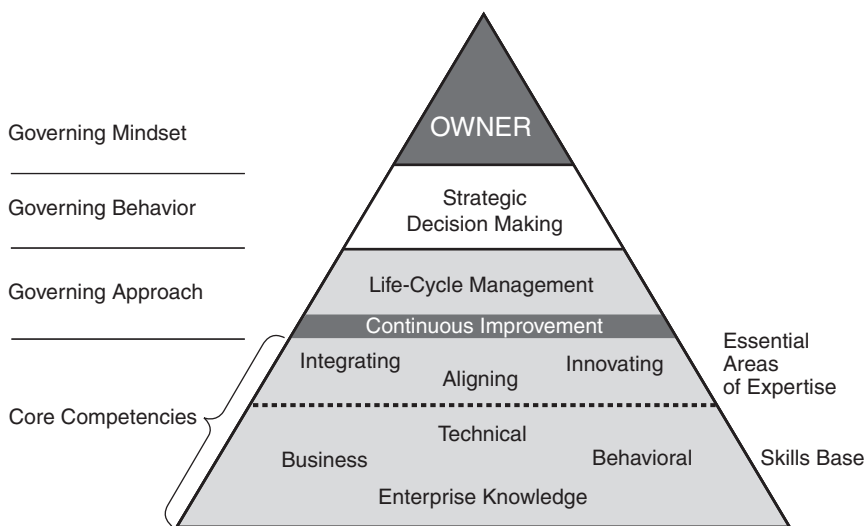 OWNER
Governing Mindset
Strategic
Decision Making
Governing Behavior
Life-Cycle Management
Governing Approach
Continuous Improvement
Integrating
Aligning
Innovating
Essential
Areas
of Expertise
Core Competencies
Technical
Business
Behavioral
Skills Base
Enterprise Knowledge